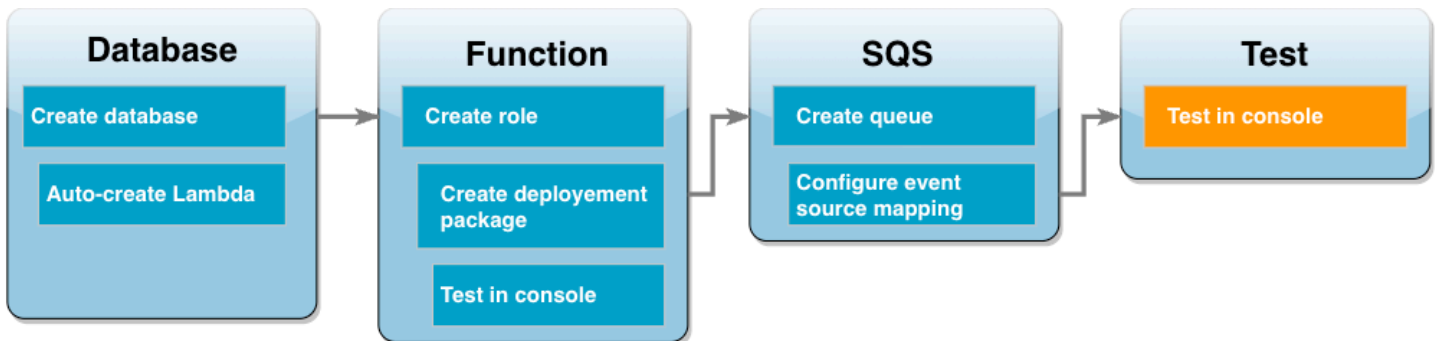 Database
Create database
Auto-create Lambda
Function
Create role
Create deployement
package
Test in console
SQS
Create queue
Configure event
source mapping
Test
Test in console